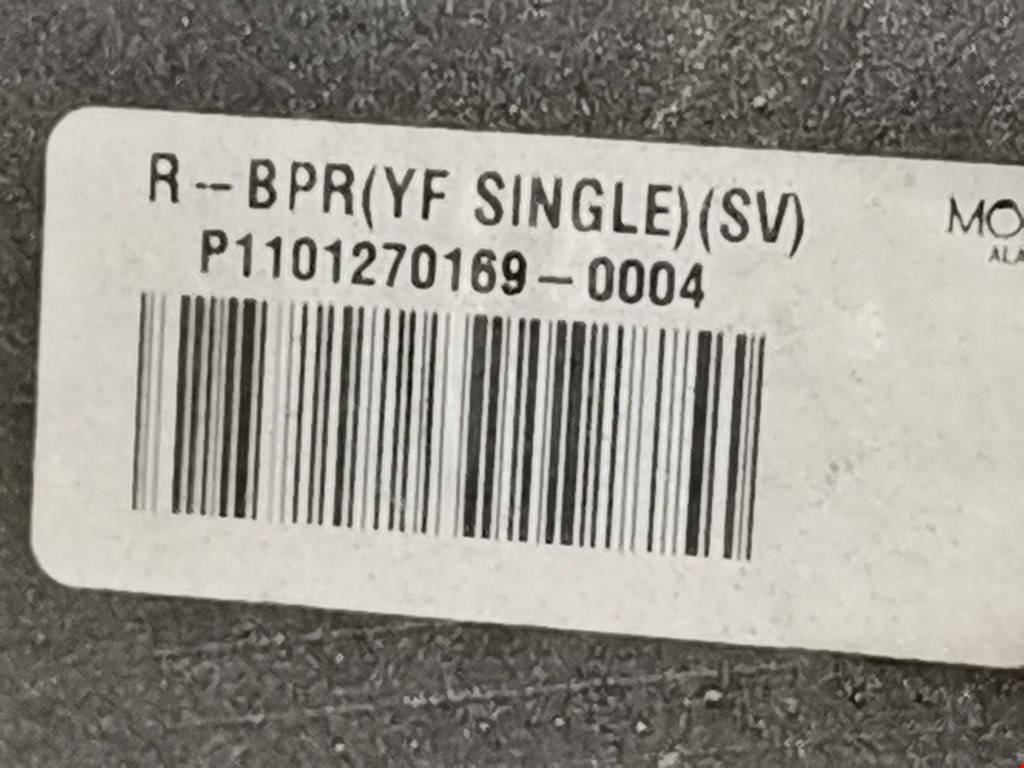 R--BPR(YF SINGLE)(SV)
P1101270169-0004